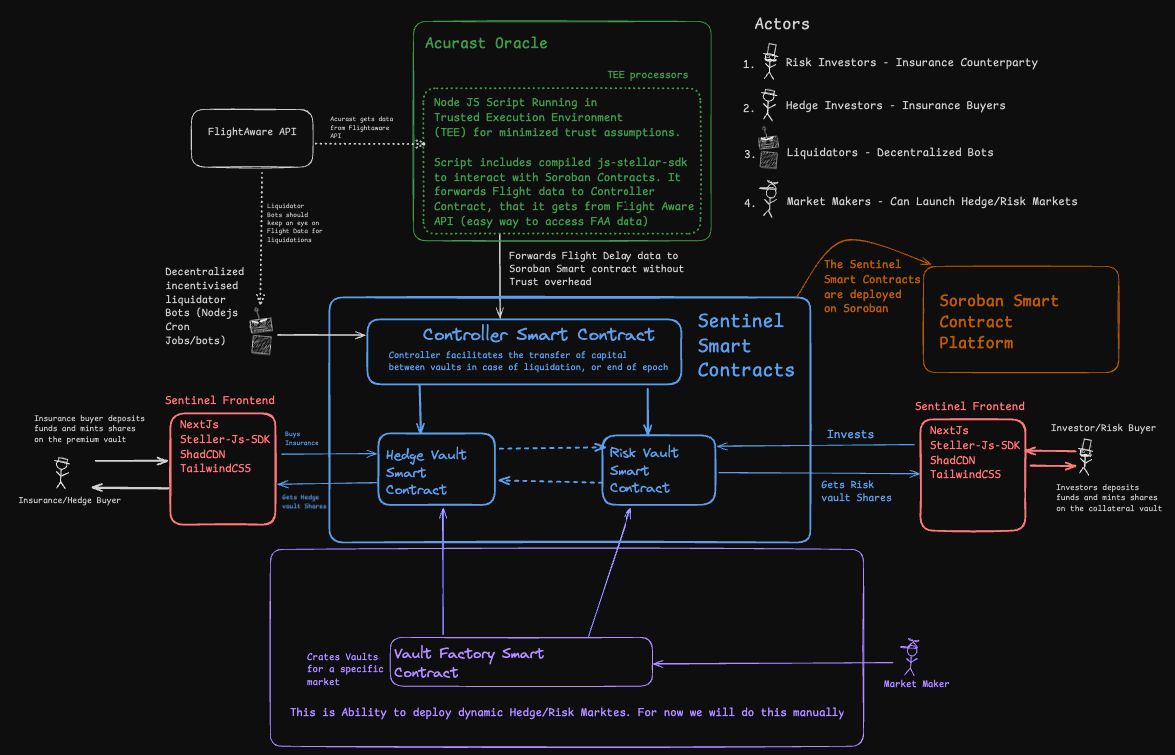 Acurast Oracle
TEE processors
Node JS Script Running in
Trusted Execution Environment
(TEE) for minimized trust assumptions.
Script includes compiled js-stellar-sdk
to interact with Soroban Contracts. It
forwards Flight data to Controller
Contract, that it gets from Flight Aware
API (easy way to access FAA data)
Actors
1. Risk Investors - Insurance Counterparty
2. Hedge Investors - Insurance Buyers
3. Liquidators - Decentralized Bots
4. Market Makers - Can Launch Hedge/Risk Markets
FlightAware API
Acurast gets data
from Flightaware
API
Liquidator
Bots should
keep an eye on
Flight Data for
liquidations
Forwards Flight Delay data to
Soroban Smart contract without
Trust overhead
Decentralized
incentivised
liquidator
Bots (Nodejs
Cron
Jobs/bots)
The Sentinel
Smart Contracts
are deployed
on Soroban
Soroban Smart
Contract
Platform
Sentinel
Smart
Contracts
Controller Smart Contract
Controller facilitates the transfer of capital
between vaults in case of liquidation, or end of epoch
Insurance buyer deposits
funds and mints shares
on the premium vault
Insurance/Hedge Buyer
Sentinel Frontend
NextJs
Steller-Js-SDK
ShadCDN
TailwindCSS
Buys
Insurance
Gets Hedge
vault Shares
Hedge Vault
Smart
Contract
Risk Vault
Smart
Contract
Invests
Gets Risk
vault Shares
Sentinel Frontend
NextJs
Steller-Js-SDK
ShadCDN
TailwindCSS
Investor/Risk Buyer
Investors deposits
funds and mints shares
on the collateral vault
Crates Vaults
for a specific
market
Vault Factory Smart
Contract
Market Maker
This is Ability to deploy dynamic Hedge/Risk Marktes. For now we will do this manually